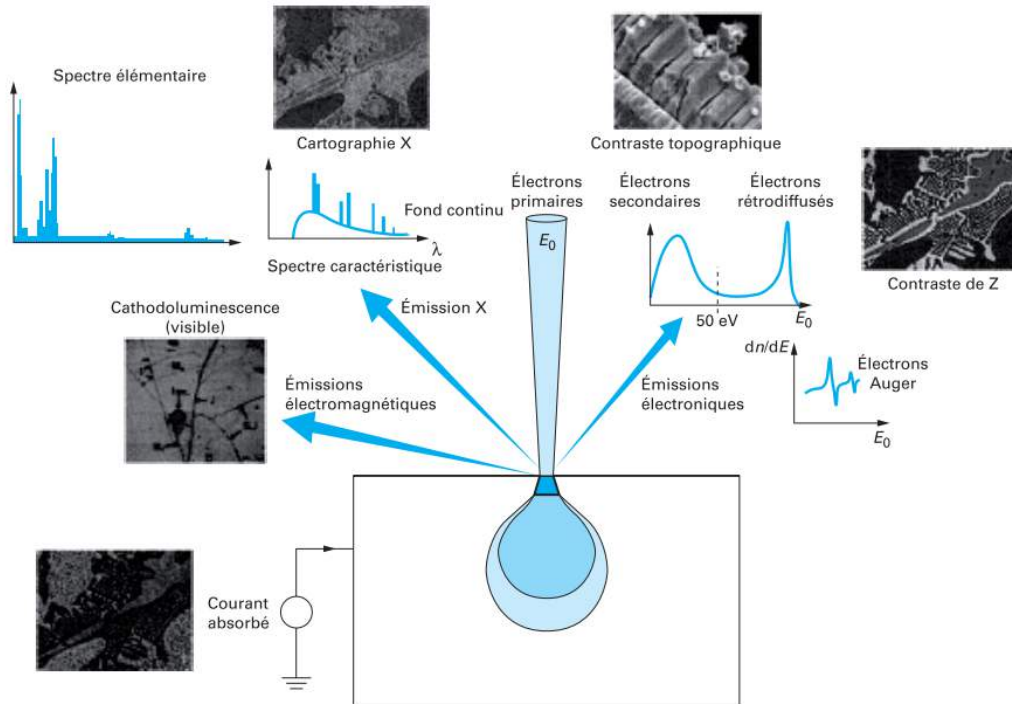 Spectre élémentaire
Cartographie X
Contraste topographique
Électrons
primaires
Électrons
secondaires
Électrons
rétrodiffusés
E0
Fond continu
λ
Spectre caractéristique
50 eV
E0
Contraste de Z
Émission X
Cathodoluminescence
(visible)
dn/dE
Électrons
Auger
E0
Émissions
électromagnétiques
Émissions
électroniques
Courant
absorbé